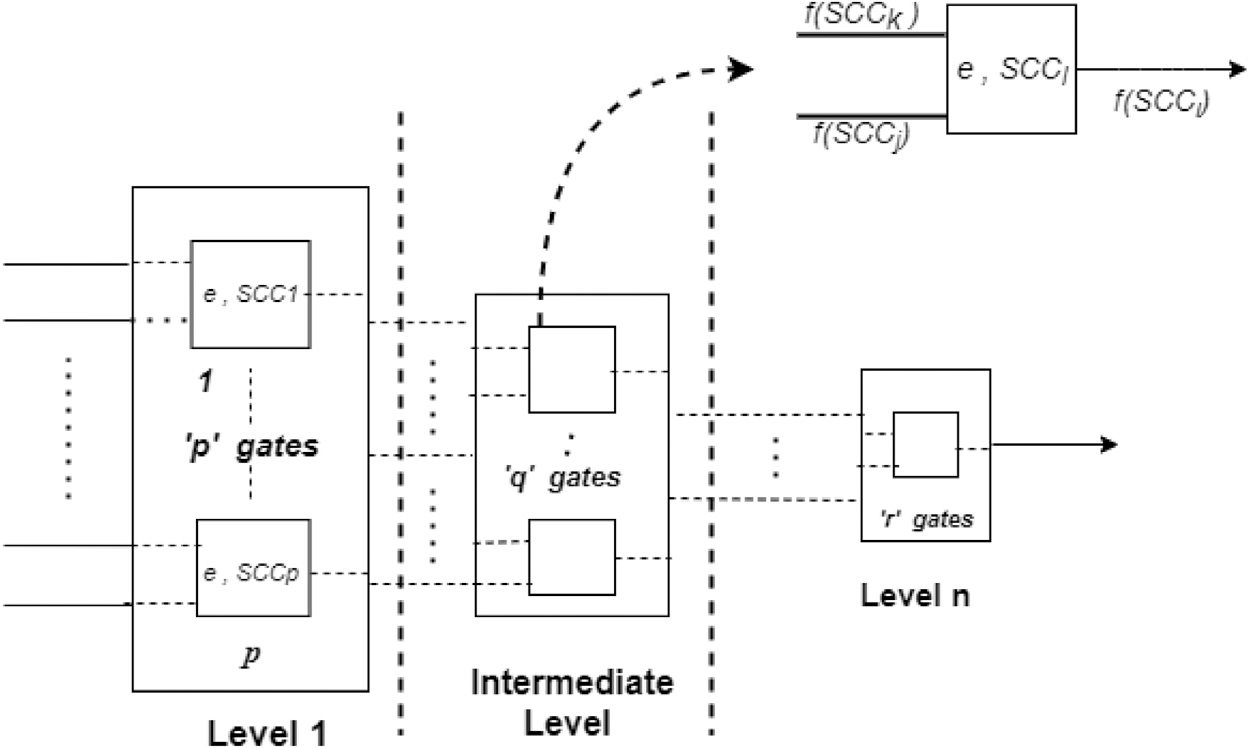 f(SCCk )
e , SCCl
f(SCCl)
f(SCCj)
e , SCC1
1
'p' gates
e , SCCp
p
Level 1
'q' gates
Intermediate
Level
'r' gates
Level n